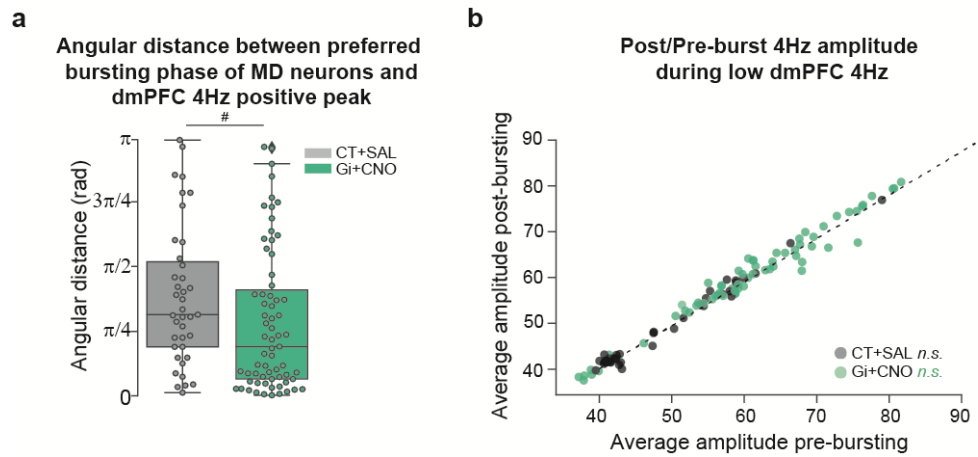 a
Angular distance between preferred
bursting phase of MD neurons and
dmPFC 4Hz positive peak
#
CT+SAL
Gi+CNO
Angular distance (rad)
π
3π/4
π/2
π/4
0
b
Post/Pre-burst 4Hz amplitude
during low dmPFC 4Hz
Average amplitude post-bursting
90
80
70
60
50
40
CT+SAL n.s.
Gi+CNO n.s.
40 50 60 70 80 90
Average amplitude pre-bursting